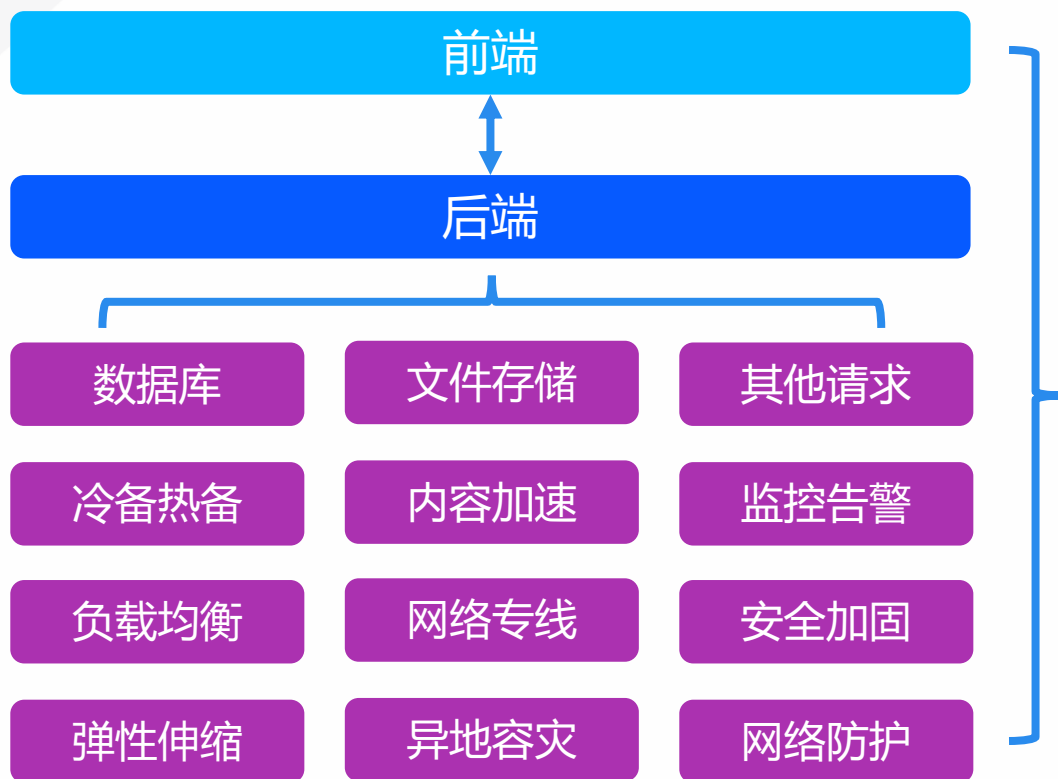 前端
后端
数据库
文件存储
其他请求
冷备热备
内容加速
监控告警
负载均衡
网络专线
安全加固
弹性伸缩
异地容灾
网络防护